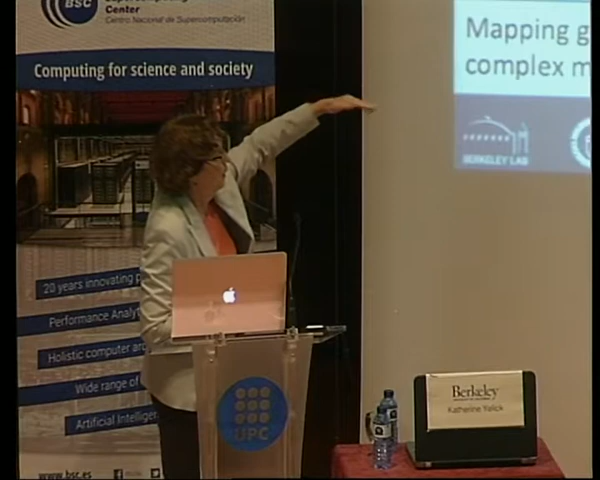 BSC
Supercomputing
Center
Centro Nacional de Supercomputación
Computing for science and society
20 years innovating
Performance Analy
Holistic computer ar
Wide range of
Artificial Intelligen
www.bsc.es
Mapping g
complex m
BERKELEY LAB
UPC
Berkeley
Katherine Yelick